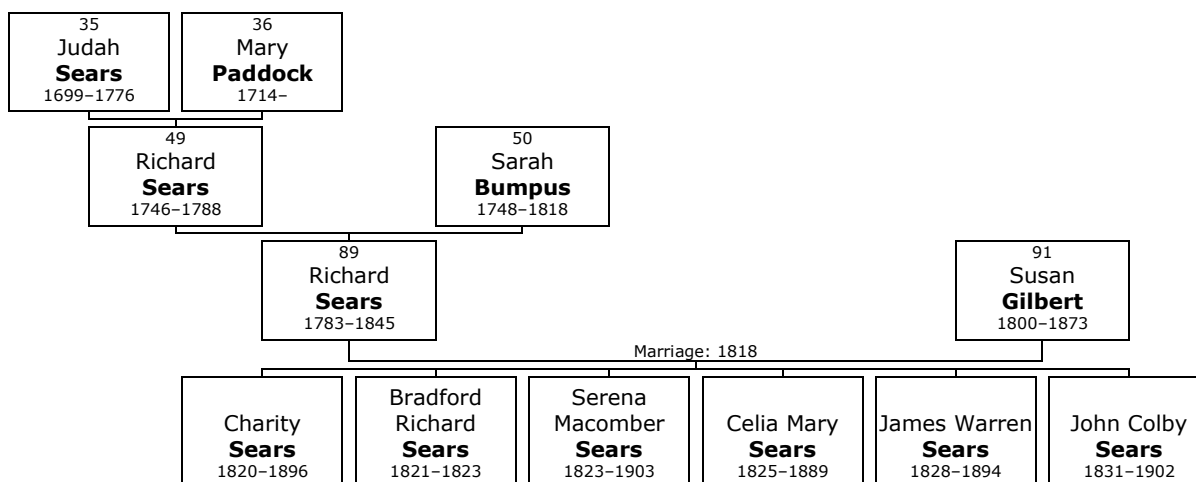 35
Judah
Sears
1699–1776
36
Mary
Paddock
1714–
49
Richard
Sears
1746–1788
50
Sarah
Bumpus
1748–1818
89
Richard
Sears
1783–1845
91
Susan
Gilbert
1800–1873
Marriage: 1818
Charity
Sears
1820–1896
Bradford
Richard
Sears
1821–1823
Serena
Macomber
Sears
1823–1903
Celia Mary
Sears
1825–1889
James Warren
Sears
1828–1894
John Colby
Sears
1831–1902